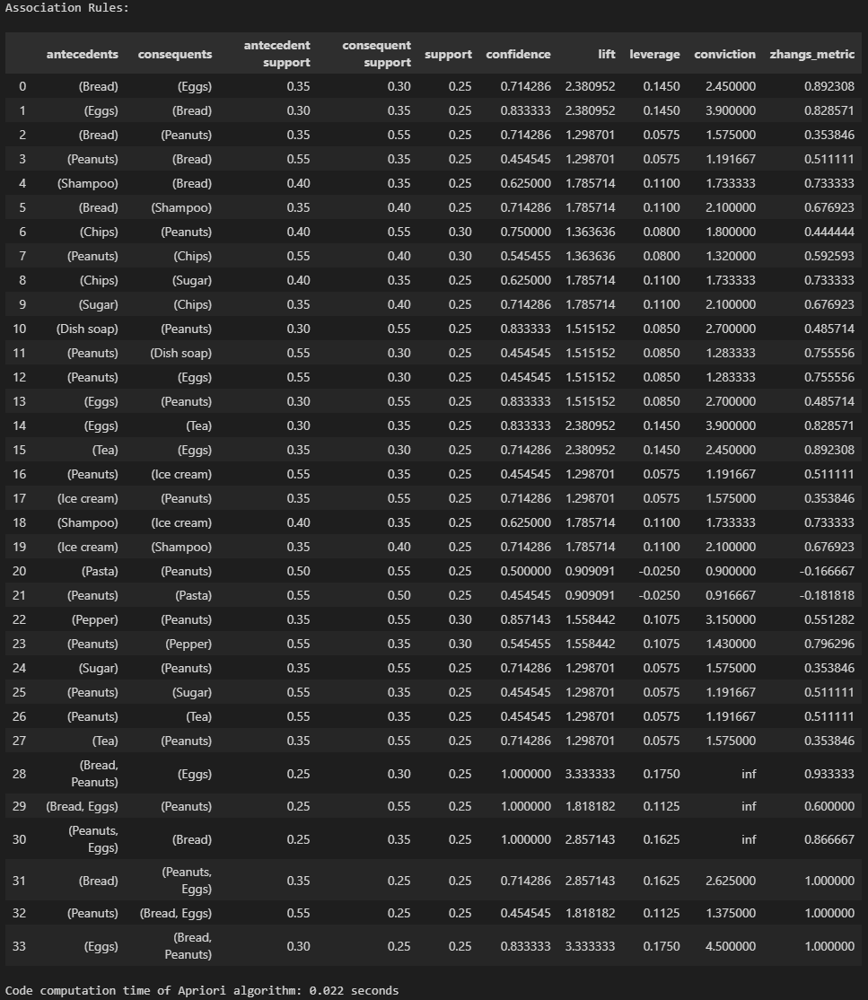 Association Rules:
antecedents consequents antecedent support consequent support support confidence lift leverage conviction zhangs_metric
0 (Bread) (Eggs) 0.35 0.30 0.25 0.714286 2.380952 0.1450 2.450000 0.892308
1 (Eggs) (Bread) 0.30 0.35 0.25 0.833333 2.380952 0.1450 3.900000 0.828571
2 (Bread) (Peanuts) 0.35 0.55 0.25 0.714286 1.298701 0.0575 1.575000 0.353846
3 (Peanuts) (Bread) 0.55 0.35 0.25 0.454545 1.298701 0.0575 1.191667 0.511111
4 (Shampoo) (Bread) 0.40 0.35 0.25 0.625000 1.785714 0.1100 1.733333 0.733333
5 (Bread) (Shampoo) 0.35 0.40 0.25 0.714286 1.785714 0.1100 2.100000 0.676923
6 (Chips) (Peanuts) 0.40 0.55 0.30 0.750000 1.363636 0.0800 1.800000 0.444444
7 (Peanuts) (Chips) 0.55 0.40 0.30 0.545455 1.363636 0.0800 1.320000 0.592593
8 (Chips) (Sugar) 0.40 0.35 0.25 0.625000 1.785714 0.1100 1.733333 0.733333
9 (Sugar) (Chips) 0.35 0.40 0.25 0.714286 1.785714 0.1100 2.100000 0.676923
10 (Dish soap) (Peanuts) 0.30 0.55 0.25 0.833333 1.515152 0.0850 2.700000 0.485714
11 (Peanuts) (Dish soap) 0.55 0.30 0.25 0.454545 1.515152 0.0850 1.283333 0.755556
12 (Peanuts) (Eggs) 0.55 0.30 0.25 0.454545 1.515152 0.0850 1.283333 0.755556
13 (Eggs) (Peanuts) 0.30 0.55 0.25 0.833333 1.515152 0.0850 2.700000 0.485714
14 (Eggs) (Tea) 0.30 0.35 0.25 0.833333 2.380952 0.1450 3.900000 0.828571
15 (Tea) (Eggs) 0.35 0.30 0.25 0.714286 2.380952 0.1450 2.450000 0.892308
16 (Peanuts) (Ice cream) 0.55 0.35 0.25 0.454545 1.298701 0.0575 1.191667 0.511111
17 (Ice cream) (Peanuts) 0.35 0.55 0.25 0.714286 1.298701 0.0575 1.575000 0.353846
18 (Shampoo) (Ice cream) 0.40 0.35 0.25 0.625000 1.785714 0.1100 1.733333 0.733333
19 (Ice cream) (Shampoo) 0.35 0.40 0.25 0.714286 1.785714 0.1100 2.100000 0.676923
20 (Pasta) (Peanuts) 0.50 0.55 0.25 0.500000 0.909091 -0.0250 0.900000 -0.166667
21 (Peanuts) (Pasta) 0.55 0.50 0.25 0.454545 0.909091 -0.0250 0.916667 -0.181818
22 (Pepper) (Peanuts) 0.35 0.55 0.30 0.857143 1.558442 0.1075 3.150000 0.551282
23 (Peanuts) (Pepper) 0.55 0.35 0.30 0.545455 1.558442 0.1075 1.430000 0.796296
24 (Sugar) (Peanuts) 0.35 0.55 0.25 0.714286 1.298701 0.0575 1.575000 0.353846
25 (Peanuts) (Sugar) 0.55 0.35 0.25 0.454545 1.298701 0.0575 1.191667 0.511111
26 (Peanuts) (Tea) 0.55 0.35 0.25 0.454545 1.298701 0.0575 1.191667 0.511111
27 (Tea) (Peanuts) 0.35 0.55 0.25 0.714286 1.298701 0.0575 1.575000 0.353846
28 (Bread, Peanuts) (Eggs) 0.25 0.30 0.25 1.000000 3.333333 0.1750 inf 0.933333
29 (Bread, Eggs) (Peanuts) 0.25 0.55 0.25 1.000000 1.818182 0.1125 inf 0.600000
30 (Peanuts, Eggs) (Bread) 0.25 0.35 0.25 1.000000 2.857143 0.1625 inf 0.866667
31 (Bread) (Peanuts, Eggs) 0.35 0.25 0.25 0.714286 2.857143 0.1625 2.625000 1.000000
32 (Peanuts) (Bread, Eggs) 0.55 0.25 0.25 0.454545 1.818182 0.1125 1.375000 1.000000
33 (Eggs) (Bread, Peanuts) 0.30 0.25 0.25 0.833333 3.333333 0.1750 4.500000 1.000000
Code computation time of Apriori algorithm: 0.022 seconds